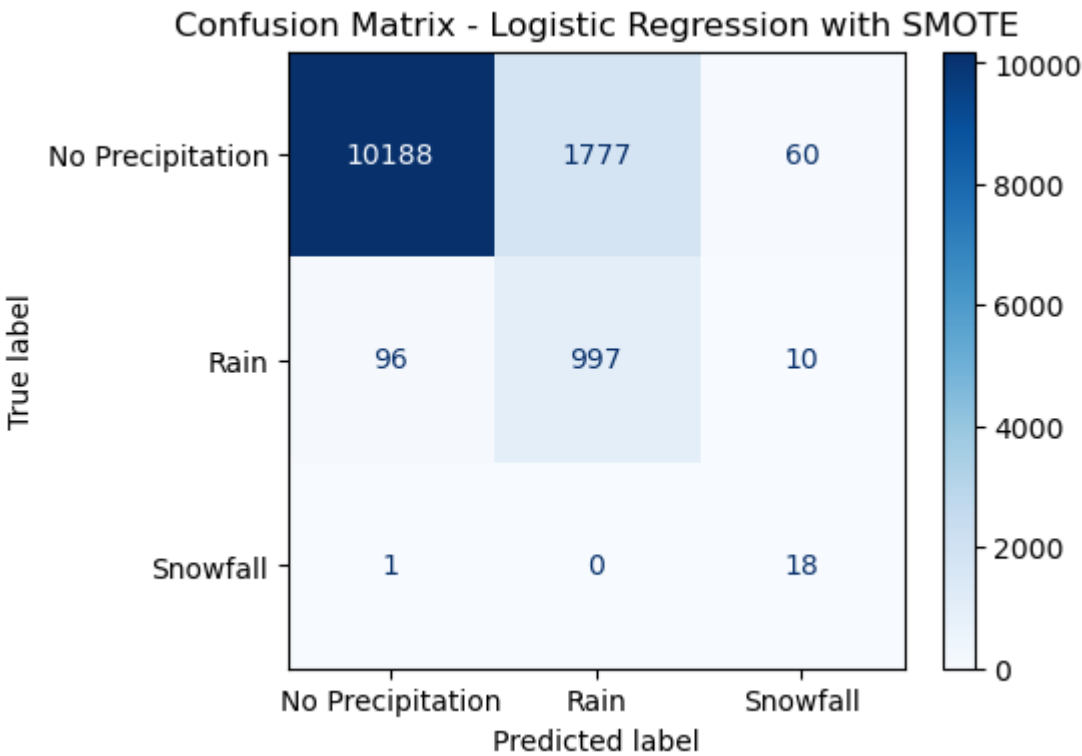 Confusion Matrix - Logistic Regression with SMOTE
No Precipitation
10188
1777
60
Rain
96
997
10
Snowfall
1
0
18
No Precipitation
Rain
Snowfall
Predicted label
True label
10000
8000
6000
4000
2000
0